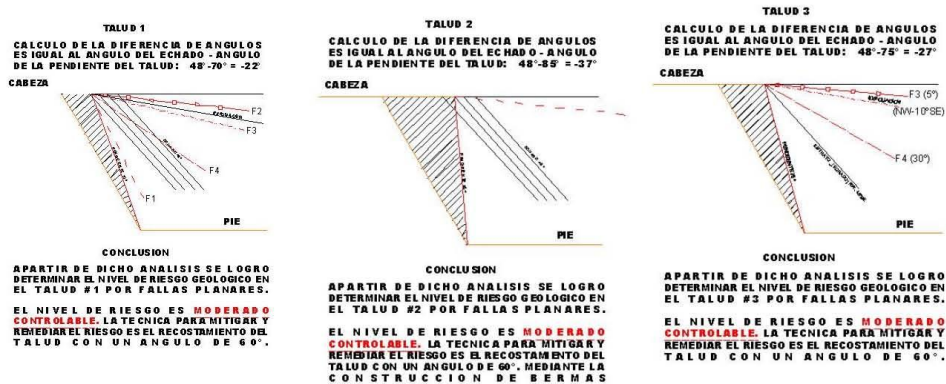 TALUD 1
CALCULO DE LA DIFERENCIA DE ANGULOS
ES IGUAL AL ANGULO DEL ECHADO - ANGULO
DE LA PENDIENTE DEL TALUD: 48°-70° = -22°
CABEZA
F2
F3
F4
F1
PIE
CONCLUSION
APARTIR DE DICHO ANALISIS SE LOGRO
DETERMINAR EL NIVEL DE RIESGO GEOLOGICO EN
EL TALUD #1 POR FALLAS PLANARES.
EL NIVEL DE RIESGO ES MODERADO
CONTROLABLE. LA TECNICA PARA MITIGAR Y
REMEDIAR EL RIESGO ES EL RECOSTAMIENTO DEL
TALUD CON UN ANGULO DE 60°.
TALUD 2
CALCULO DE LA DIFERENCIA DE ANGULOS
ES IGUAL AL ANGULO DEL ECHADO - ANGULO
DE LA PENDIENTE DEL TALUD: 48°-85° = -37°
CABEZA
PIE
CONCLUSION
APARTIR DE DICHO ANALISIS SE LOGRO
DETERMINAR EL NIVEL DE RIESGO GEOLOGICO EN
EL TALUD #2 POR FALLAS PLANARES.
EL NIVEL DE RIESGO ES MODERADO
CONTROLABLE. LA TECNICA PARA MITIGAR Y
REMEDIAR EL RIESGO ES EL RECOSTAMIENTO DEL
TALUD CON UN ANGULO DE 60°. MEDIANTE LA
CONSTRUCCION DE BERMAS
TALUD 3
CALCULO DE LA DIFERENCIA DE ANGULOS
ES IGUAL AL ANGULO DEL ECHADO - ANGULO
DE LA PENDIENTE DEL TALUD: 48°-75° = -27°
CABEZA
F3 (5°)
(NW-10°SE)
F4 (30°)
PIE
CONCLUSION
APARTIR DE DICHO ANALISIS SE LOGRO
DETERMINAR EL NIVEL DE RIESGO GEOLOGICO EN
EL TALUD #3 POR FALLAS PLANARES.
EL NIVEL DE RIESGO ES MODERADO
CONTROLABLE. LA TECNICA PARA MITIGAR Y
REMEDIAR EL RIESGO ES EL RECOSTAMIENTO DEL
TALUD CON UN ANGULO DE 60°.